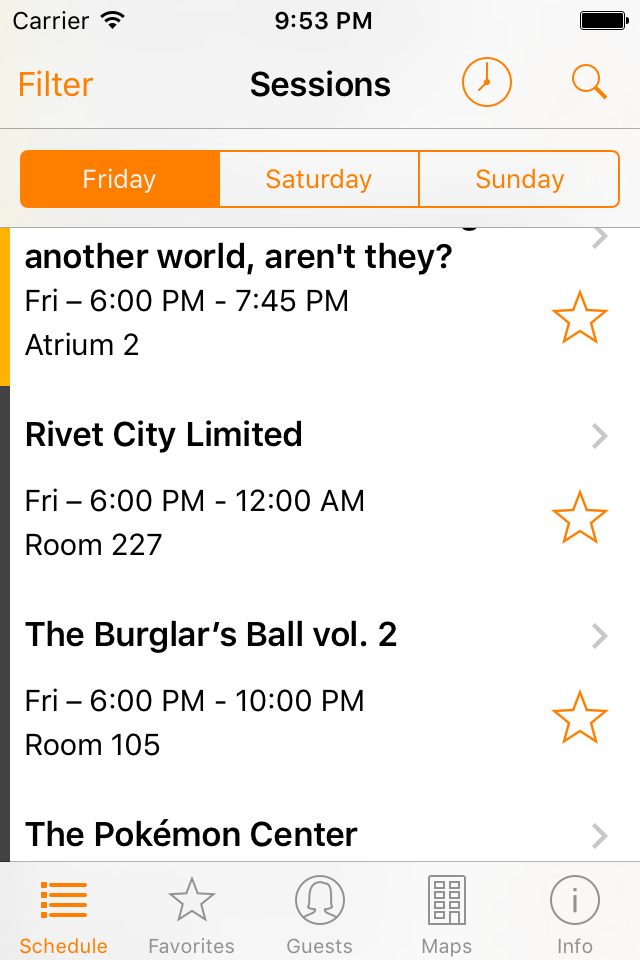 Carrier 9:53 PM
Filter Sessions
Friday Saturday Sunday
another world, aren't they?
Fri – 6:00 PM - 7:45 PM
Atrium 2
Rivet City Limited
Fri – 6:00 PM - 12:00 AM
Room 227
The Burglar’s Ball vol. 2
Fri – 6:00 PM - 10:00 PM
Room 105
The Pokémon Center
Schedule Favorites Guests Maps Info